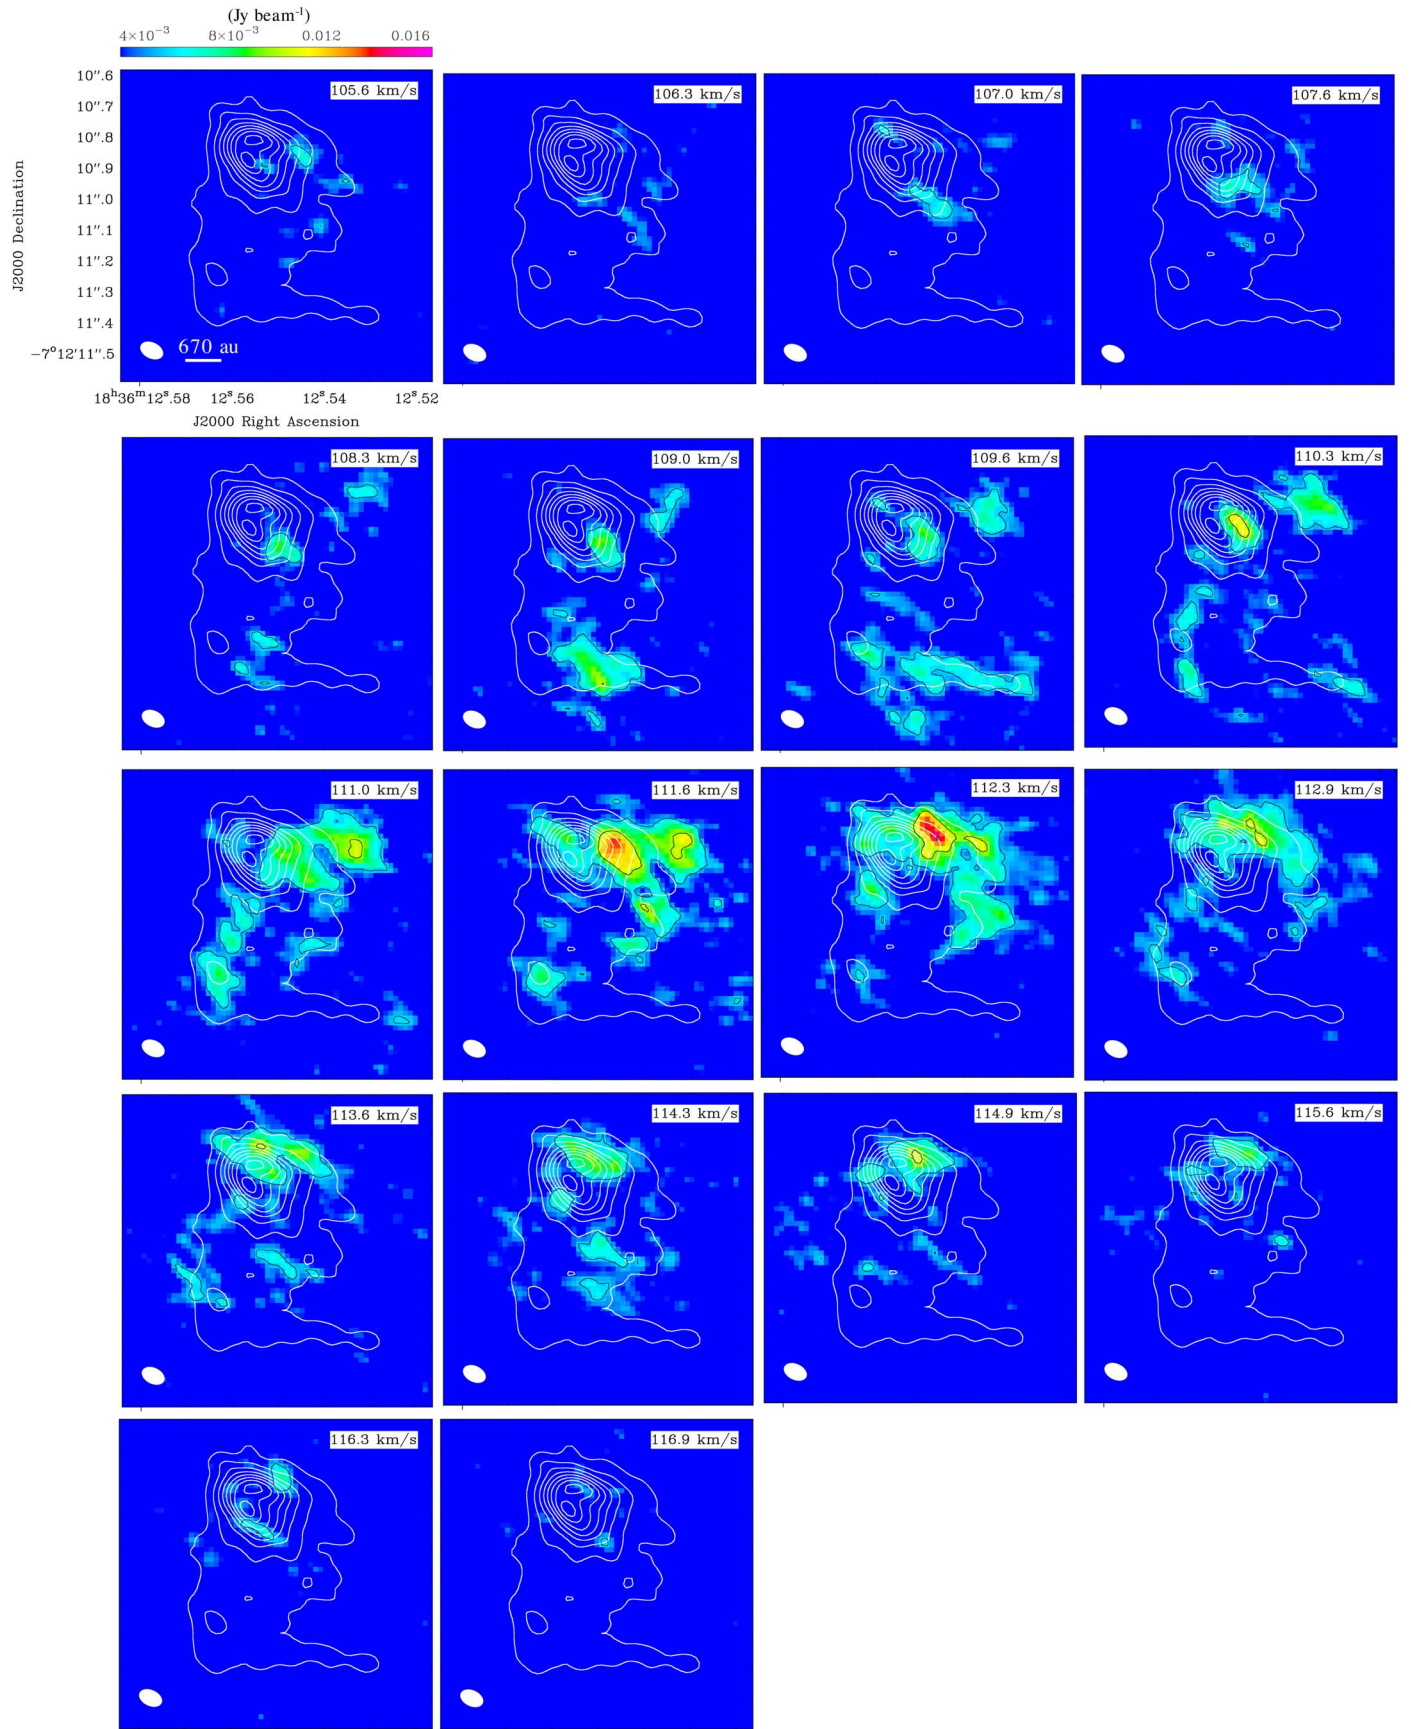 (Jy beam⁻¹)
4×10⁻³ 8×10⁻³ 0.012 0.016
105.6 km/s 106.3 km/s 107.0 km/s 107.6 km/s
10″.6
10″.7
10″.8
10″.9
11″.0
11″.1
11″.2
11″.3
11″.4
−7°12′11″.5
J2000 Declination
670 au
18ʰ36ᵐ12ˢ.58 12ˢ.56 12ˢ.54 12ˢ.52
J2000 Right Ascension
108.3 km/s 109.0 km/s 109.6 km/s 110.3 km/s
111.0 km/s 111.6 km/s 112.3 km/s 112.9 km/s
113.6 km/s 114.3 km/s 114.9 km/s 115.6 km/s
116.3 km/s 116.9 km/s